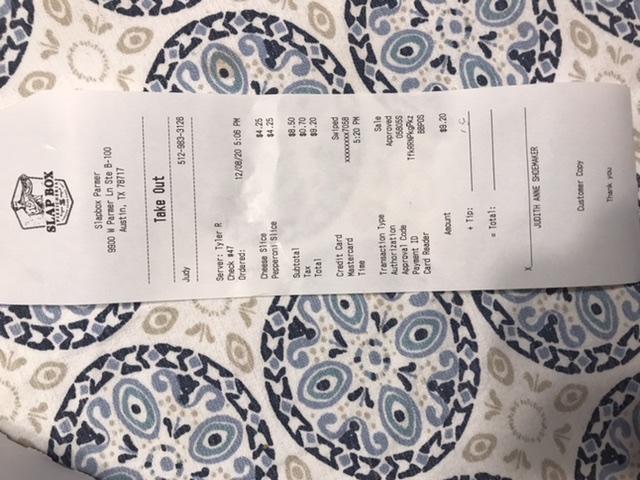 SLAP BOX
Slapbox Parmer
9900 W Parmer Ln Ste B-100
Austin, TX 78717
Take Out
Judy 512-983-3126
Server: Tyler R
Check #47
Ordered: 12/08/20 5:06 PM
Cheese Slice $4.25
Pepperoni Slice $4.25
Subtotal $8.50
Tax $0.70
Total $9.20
Credit Card Swiped
Mastercard xxxxxxxx7058
Time 5:20 PM
Transaction Type Sale
Authorization Approved
Approval Code
Payment ID
Card Reader BBPOS
Amount $9.20
+ Tip:
= Total:
X
JUDITH ANNE SHOEMAKER
Customer Copy
Thank you